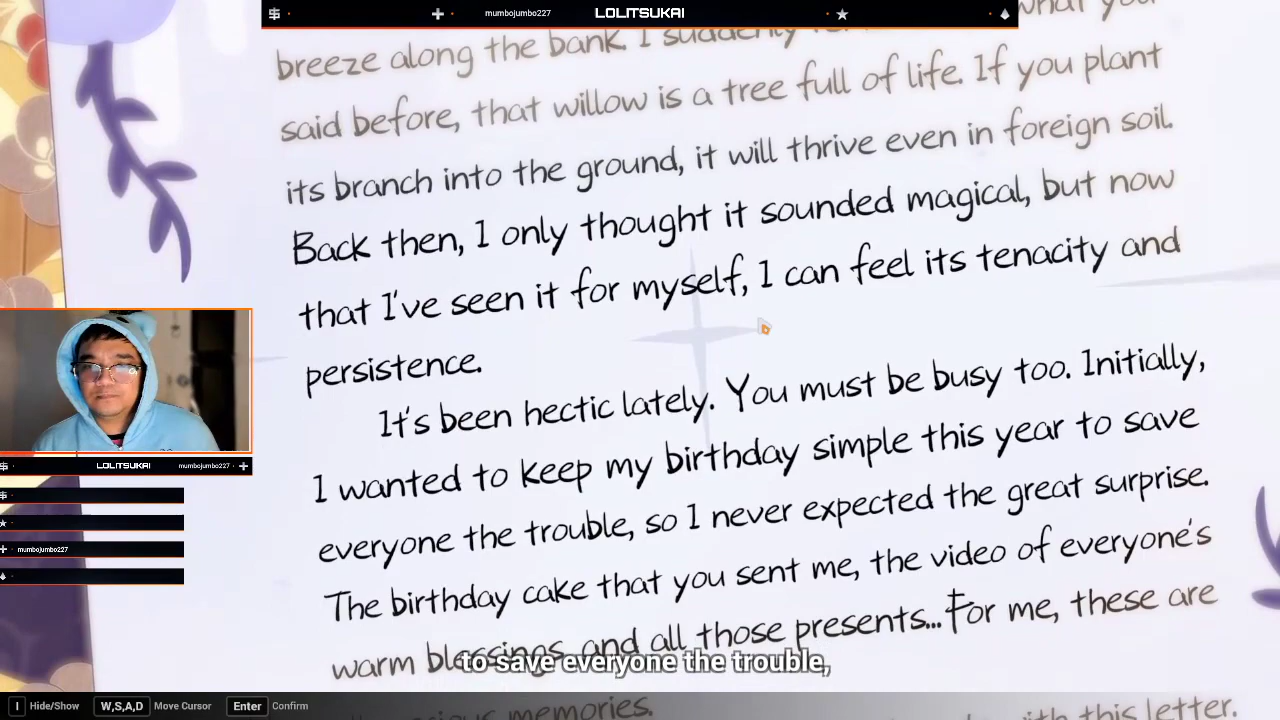 mumbojumbo227
LOLITSUKAI
what you
breeze along the bank. I suddenly
said before, that willow is a tree full of life. If you plant
its branch into the ground, it will thrive even in foreign soil.
Back then, I only thought it sounded magical, but now
that I've seen it for myself, I can feel its tenacity and
persistence.
It's been hectic lately. You must be busy too. Initially,
I wanted to keep my birthday simple this year to save
everyone the trouble, so I never expected the great surprise.
The birthday cake that you sent me, the video of everyone's
warm blessings, and all those presents... For me, these are
to save everyone the trouble,
memories.
with this letter.
LOLITSUKAI
mumbojumbo227
mumbojumbo227
I Hide/Show
W,S,A,D Move Cursor
Enter Confirm